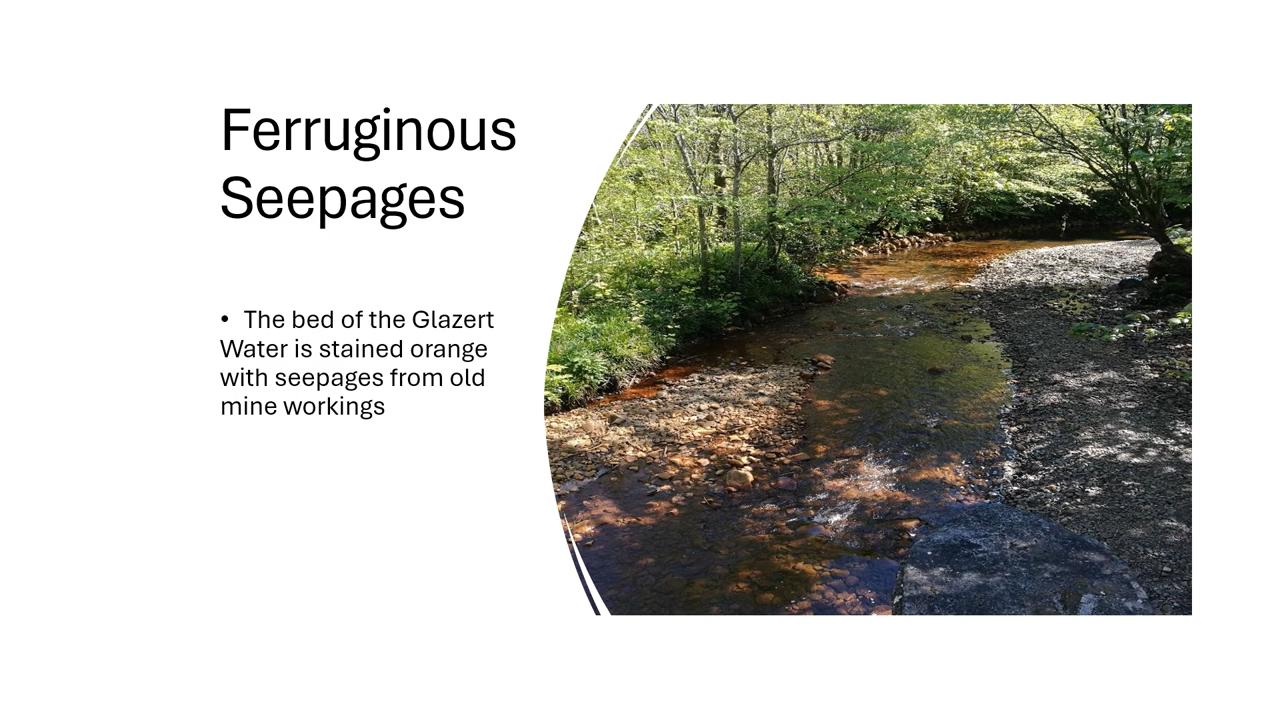 Ferruginous
Seepages
• The bed of the Glazert
Water is stained orange
with seepages from old
mine workings